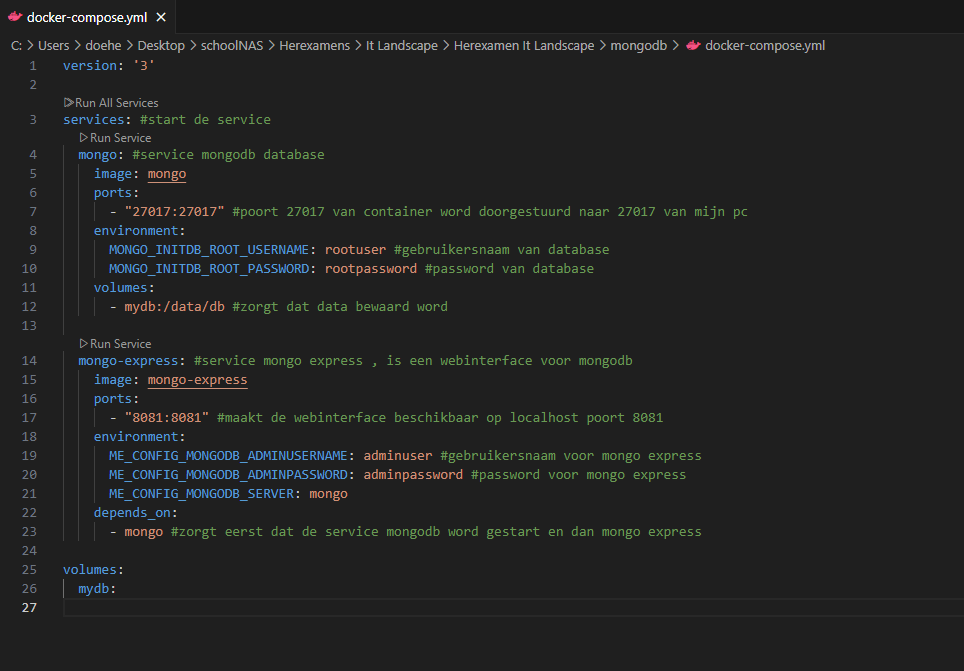 docker-compose.yml ×
C: > Users > doehe > Desktop > schoolNAS > Herexamens > It Landscape > Herexamen It Landscape > mongodb > docker-compose.yml
1 version: '3'
2
Run All Services
3 services: #start de service
Run Service
4 mongo: #service mongodb database
5 image: mongo
6 ports:
7 - "27017:27017" #poort 27017 van container word doorgestuurd naar 27017 van mijn pc
8 environment:
9 MONGO_INITDB_ROOT_USERNAME: rootuser #gebruikersnaam van database
10 MONGO_INITDB_ROOT_PASSWORD: rootpassword #password van database
11 volumes:
12 - mydb:/data/db #zorgt dat data bewaard word
13
Run Service
14 mongo-express: #service mongo express , is een webinterface voor mongodb
15 image: mongo-express
16 ports:
17 - "8081:8081" #maakt de webinterface beschikbaar op localhost poort 8081
18 environment:
19 ME_CONFIG_MONGODB_ADMINUSERNAME: adminuser #gebruikersnaam voor mongo express
20 ME_CONFIG_MONGODB_ADMINPASSWORD: adminpassword #password voor mongo express
21 ME_CONFIG_MONGODB_SERVER: mongo
22 depends_on:
23 - mongo #zorgt eerst dat de service mongodb word gestart en dan mongo express
24
25 volumes:
26 mydb:
27